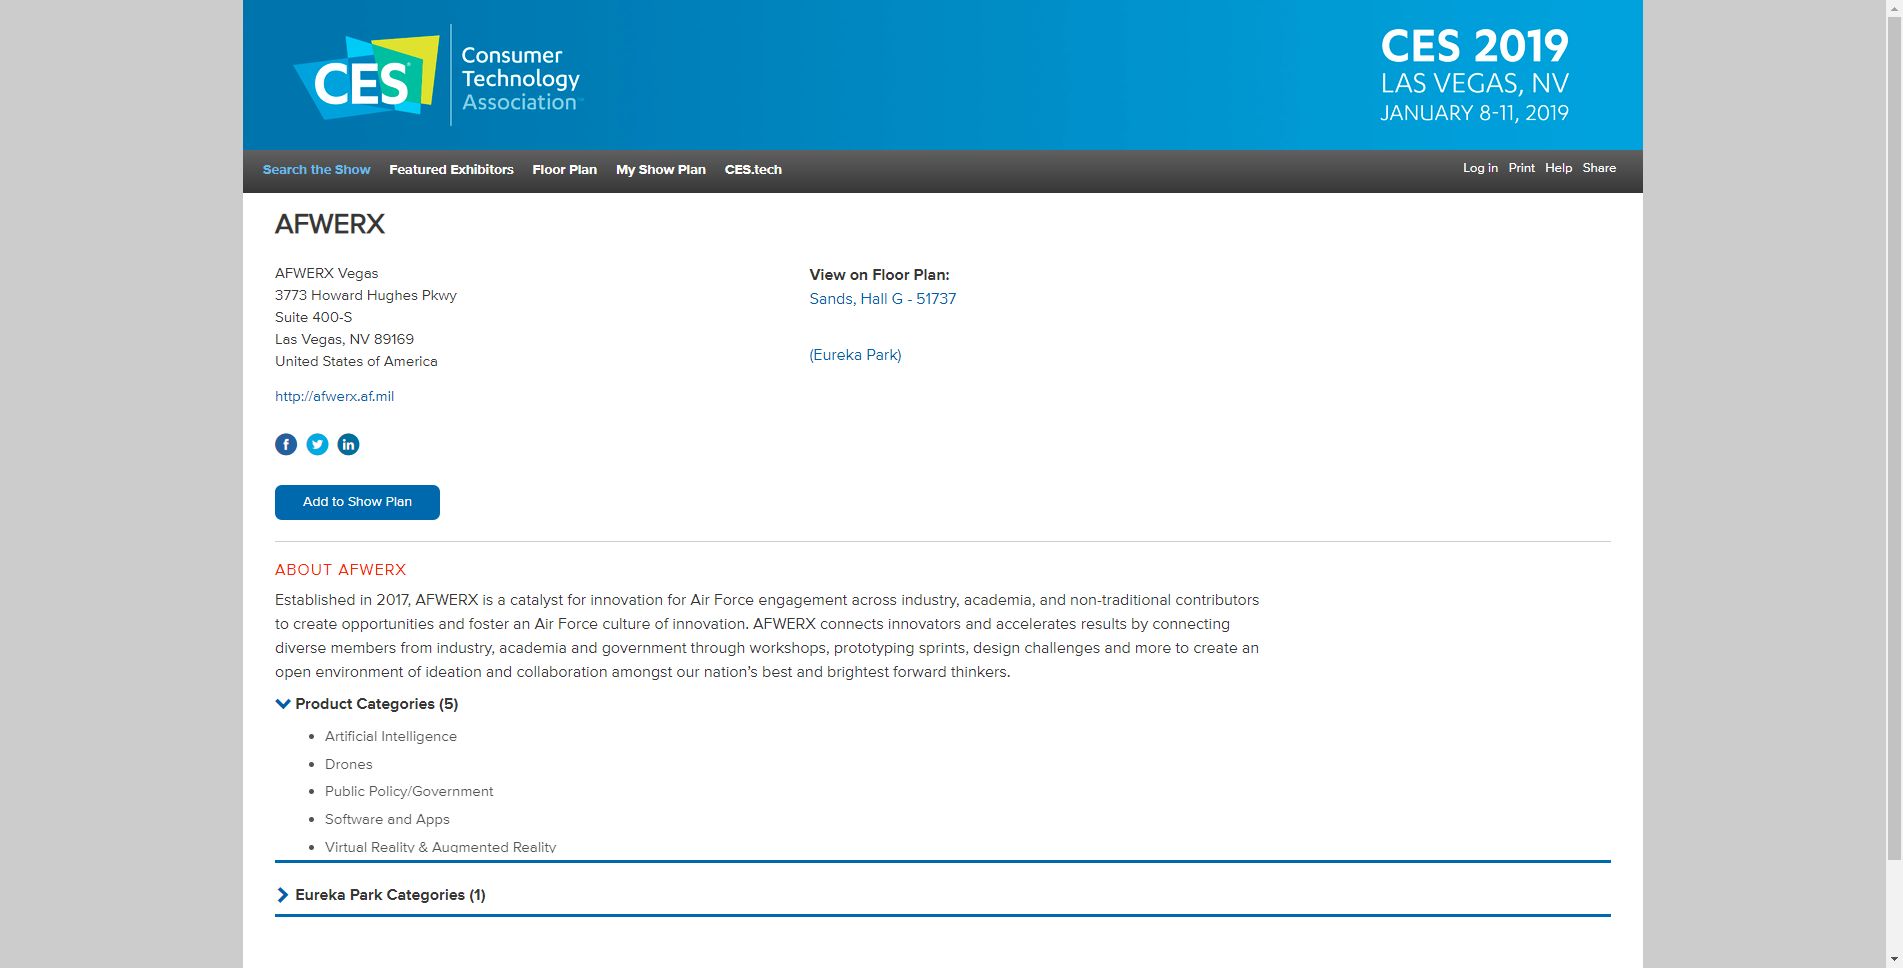 CES
Consumer
Technology
Association
CES 2019
LAS VEGAS, NV
JANUARY 8-11, 2019
Search the Show Featured Exhibitors Floor Plan My Show Plan CES.tech Log in Print Help Share
AFWERX
AFWERX Vegas
3773 Howard Hughes Pkwy
Suite 400-S
Las Vegas, NV 89169
United States of America
http://afwerx.af.mil
View on Floor Plan:
Sands, Hall G - 51737
(Eureka Park)
f in
Add to Show Plan
ABOUT AFWERX
Established in 2017, AFWERX is a catalyst for innovation for Air Force engagement across industry, academia, and non-traditional contributors
to create opportunities and foster an Air Force culture of innovation. AFWERX connects innovators and accelerates results by connecting
diverse members from industry, academia and government through workshops, prototyping sprints, design challenges and more to create an
open environment of ideation and collaboration amongst our nation’s best and brightest forward thinkers.
Product Categories (5)
• Artificial Intelligence
• Drones
• Public Policy/Government
• Software and Apps
• Virtual Reality & Augmented Reality
Eureka Park Categories (1)